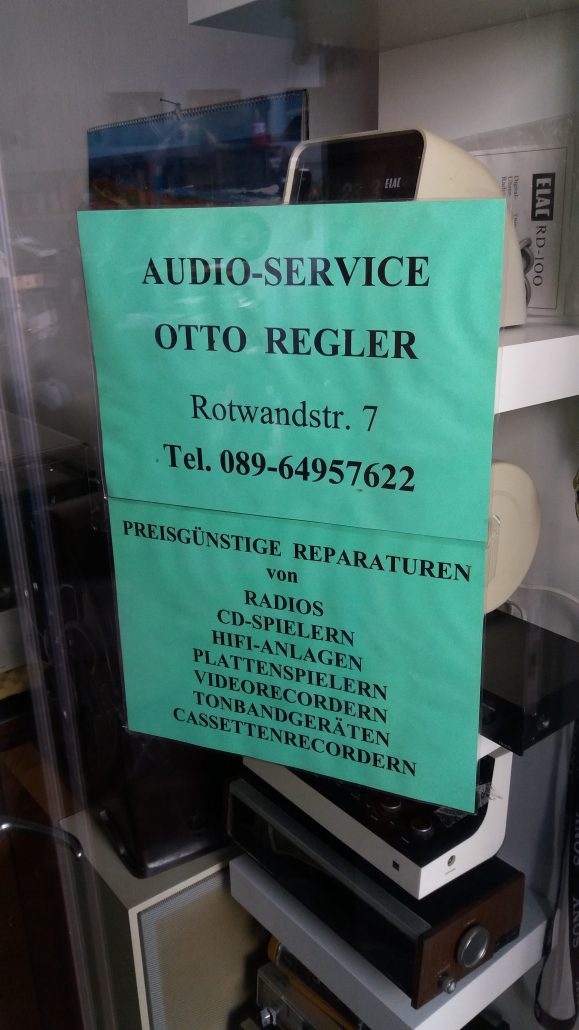 ELAC
ELAC
RD-100
AUDIO-SERVICE
OTTO REGLER
Rotwandstr. 7
Tel. 089-64957622
PREISGÜNSTIGE REPARATUREN
von
RADIOS
CD-SPIELERN
HIFI-ANLAGEN
PLATTENSPIELERN
VIDEORECORDERN
TONBANDGERÄTEN
CASSETTENRECORDERN